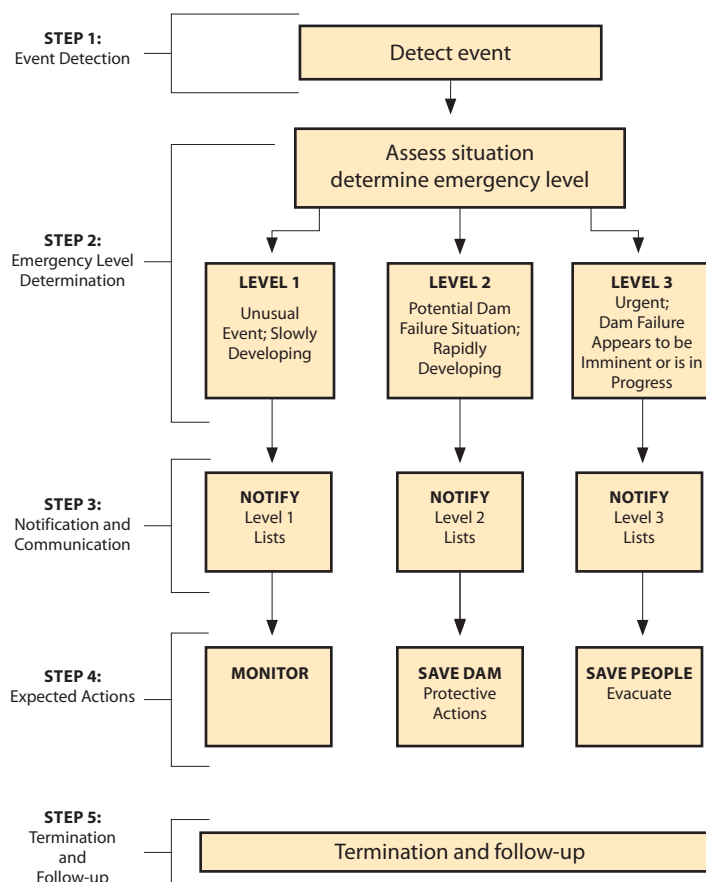 STEP 1:
Event Detection
Detect event
STEP 2:
Emergency Level
Determination
Assess situation
determine emergency level
LEVEL 1
Unusual
Event; Slowly
Developing
LEVEL 2
Potential Dam
Failure Situation;
Rapidly
Developing
LEVEL 3
Urgent;
Dam Failure
Appears to be
Imminent or is in
Progress
STEP 3:
Notification and
Communication
NOTIFY
Level 1
Lists
NOTIFY
Level 2
Lists
NOTIFY
Level 3
Lists
STEP 4:
Expected Actions
MONITOR
SAVE DAM
Protective
Actions
SAVE PEOPLE
Evacuate
STEP 5:
Termination
and
Follow-up
Termination and follow-up